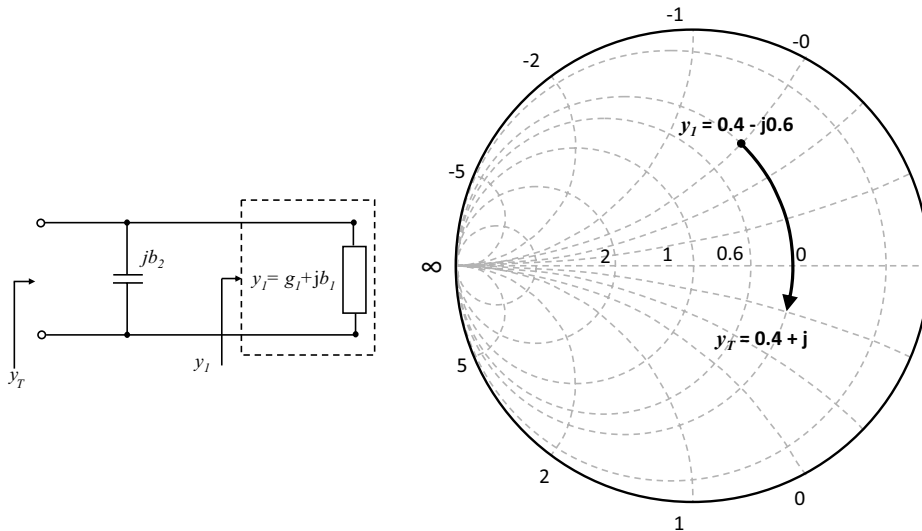 jb2
y1= g1+jb1
yT
y1
-1
-0
-2
y1 = 0.4 - j0.6
-5
∞
2
1
0.6
0
yT = 0.4 + j
5
2
0
1